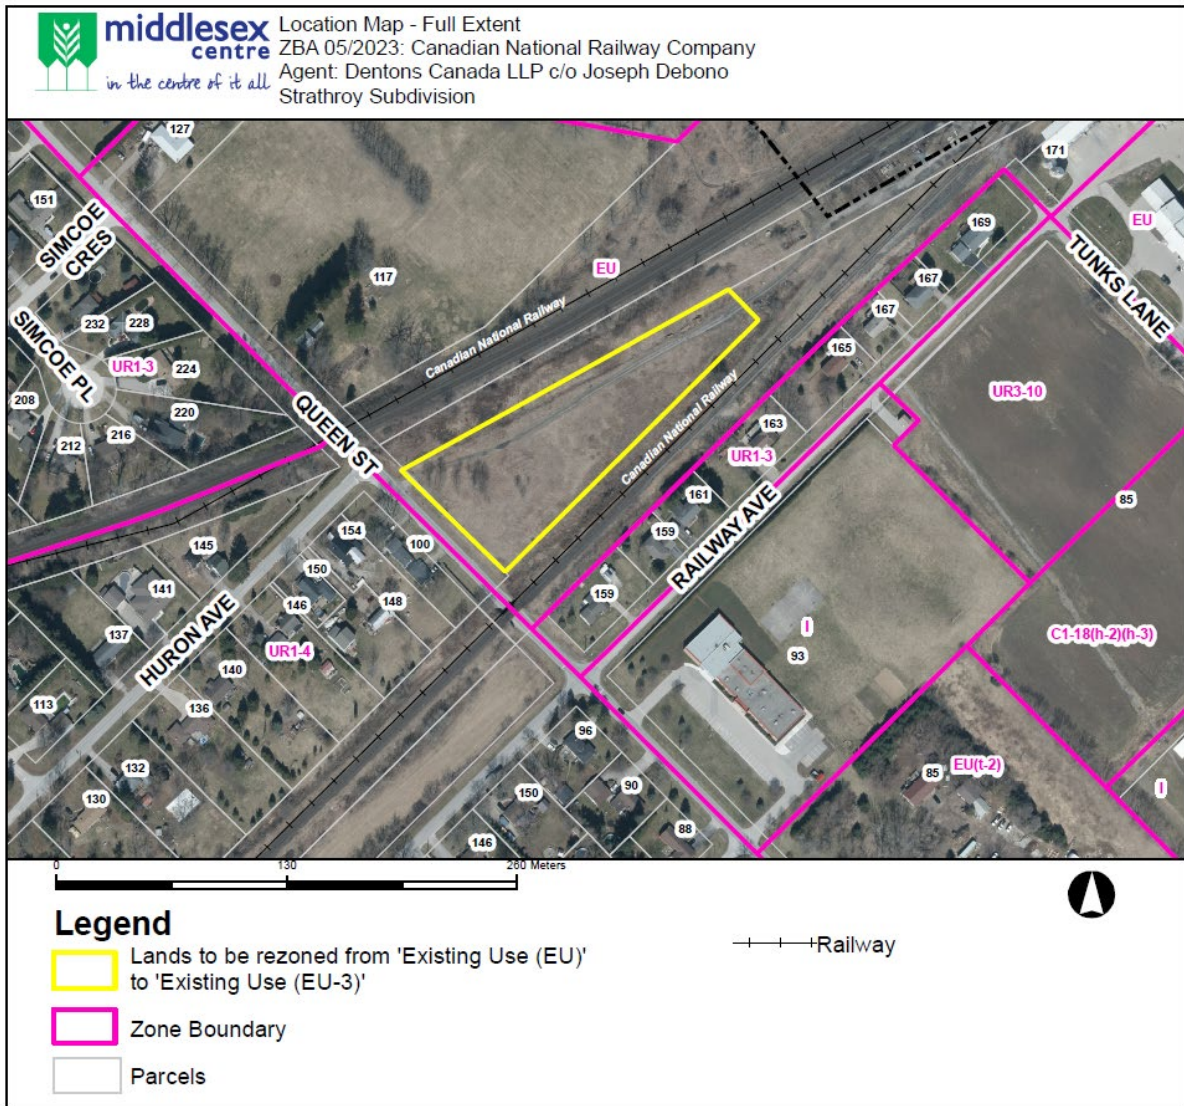 middlesex
centre
in the centre of it all
Location Map - Full Extent
ZBA 05/2023: Canadian National Railway Company
Agent: Dentons Canada LLP c/o Joseph Debono
Strathroy Subdivision
127
171
151
SIMCOE
CRES
169
EU
TUNKS LANE
117
EU
167
167
SIMCOE PL
232
228
Canadian National Railway
165
UR1-3
224
208
220
QUEEN ST
Canadian National Railway
UR3-10
212
216
163
UR1-3
161
85
154
100
159
RAILWAY AVE
145
150
141
146
148
159
137
HURON AVE
UR1-4
I
93
C1-18(h-2)(h-3)
140
113
136
96
132
130
150
90
85
EU(t-2)
I
88
146
0
130
260 Meters
Legend
Lands to be rezoned from 'Existing Use (EU)'
to 'Existing Use (EU-3)'
Railway
Zone Boundary
Parcels